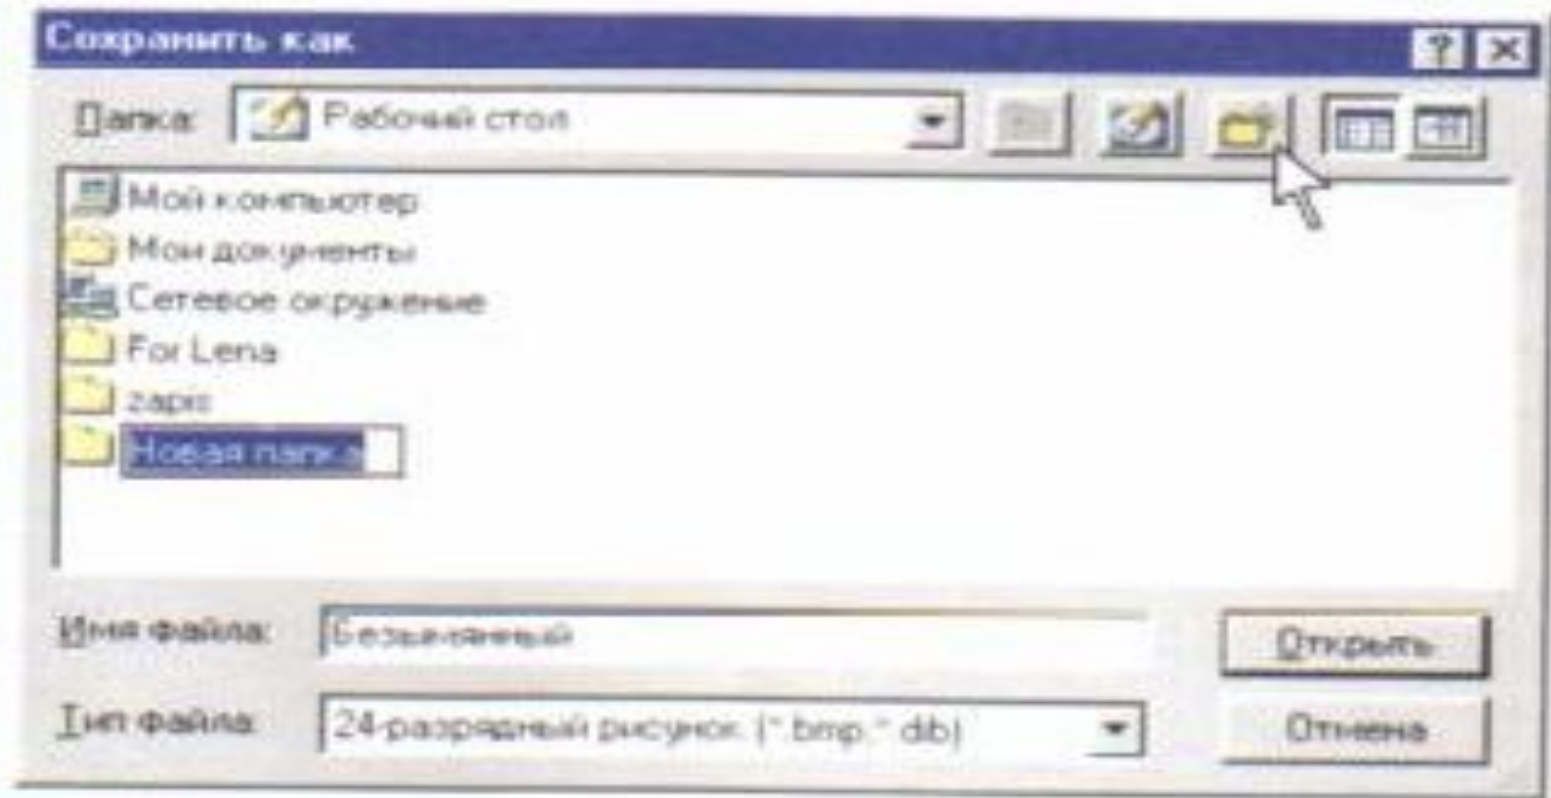 Сохранить как
Папка: Рабочий стол
Мой компьютер
Мои документы
Сетевое окружение
For Lena
zapis
Новая папка
Имя файла: Безымянный Открыть
Тип файла: 24-разрядный рисунок (*.bmp,*.dib) Отмена